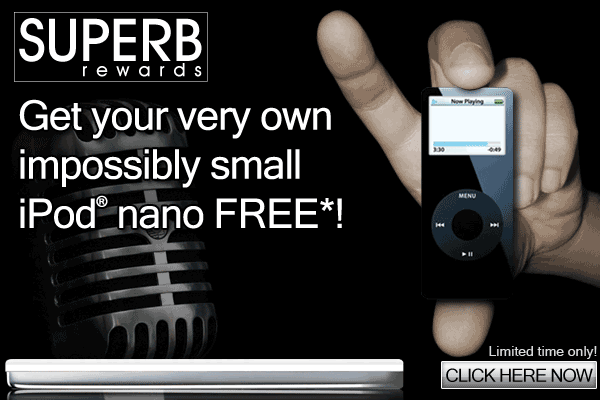 SUPERB
rewards
Get your very own
impossibly small
iPod® nano FREE*!
Now Playing
3:30 -0:49
MENU
Limited time only!
CLICK HERE NOW